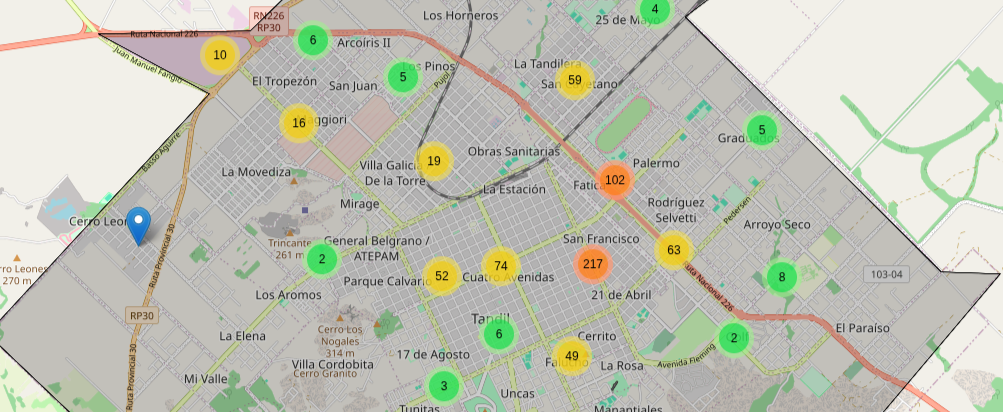 Los Horneros
4
25 de Mayo
RN226
RP30
Ruta Nacional 226
6
Arcoíris II
10
Juan Manuel Fangio
Los Pinos
5
La Tandilera
59
San Cayetano
El Tropezón
San Juan
Pujol
16
Maggiori
5
Graduados
Basso Aguirre
19
Villa Galicia
De la Torre
Obras Sanitarias
Palermo
La Movediza
La Estación
102
Mirage
Rodríguez
Selvetti
Pedersen
Cerro Leon
Arroyo Seco
Trincante
261 m
General Belgrano /
ATEPAM
2
San Francisco
63
Ruta Provincial 30
Cerro Leones
270 m
Parque Calvario
52
74
Cuatro Avenidas
217
8
103-04
Ruta Nacional 226
Los Aromos
21 de Abril
RP30
Cerro Los
Nogales
314 m
Tandil
6
La Elena
Cerrito
2
El Paraíso
17 de Agosto
49
Villa Cordobita
Cerro Granito
La Rosa
Avenida Fleming
Mi Valle
3
Uncas
Ruta Provincial 30
Tunitas
Manantiales